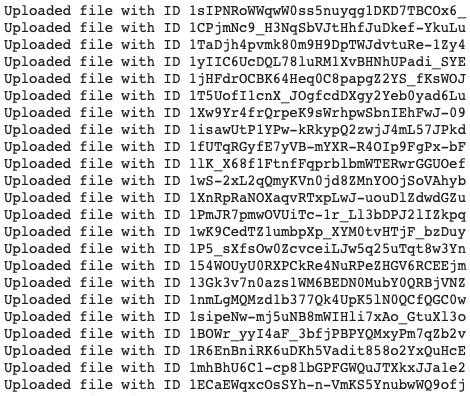 Uploaded file with ID 1sIPNRoWWqwW0ss5nuyqg1DKD7TBCOx6_
Uploaded file with ID 1CPjmNc9_H3NqSbVJtHhfJuDkef-YkuLu
Uploaded file with ID 1TaDjh4pvmk80m9H9DpTWJdvtuRe-1Zy4
Uploaded file with ID 1yIIC6UcDQL78luRM1XvBHNhUPadi_SYE
Uploaded file with ID 1jHFdrOCBK64Heq0C8papgZ2YS_fKsWOJ
Uploaded file with ID 1T5UofI1cnX_JOgfcdDXgy2Yeb0yad6Lu
Uploaded file with ID 1Xw9Yr4frQrpeK9sWrhpwSbnIEhFwJ-09
Uploaded file with ID 1isawUtP1YPw-kRkypQ2zwjJ4mL57JPkd
Uploaded file with ID 1fUTqRGyfE7yVB-mYXR-R4OIp9FgPx-bF
Uploaded file with ID 1lK_X68f1FtnfFqprblbmWTERwrGGUOef
Uploaded file with ID 1wS-2xL2qQmyKVn0jd8ZMnYOOjSoVAhyb
Uploaded file with ID 1XnRpRaNOXaqvRTxpLwJ-uouDlZdwdGZu
Uploaded file with ID 1PmJR7pmwOVUiTc-1r_Ll3bDPJ2lIZkpq
Uploaded file with ID 1wK9CedTZ1umbpXp_XYM0tvHTjF_bzDuy
Uploaded file with ID 1P5_sXfsOw0ZcvceiLJw5q25uTqt8w3Yn
Uploaded file with ID 154WOUyU0RXPCkRe4NuRPeZHGV6RCEEjm
Uploaded file with ID 13Gk3v7n0azs1WM6BEDN0MubY0QRBjVNZ
Uploaded file with ID 1nmLgMQMzd1b377Qk4UpK5lN0QCfQGC0w
Uploaded file with ID 1sipeNw-mj5uNB8mWIHli7xAo_GtuXl3o
Uploaded file with ID 1BOWr_yyI4aF_3bfjPBPYQMxyPm7qZb2v
Uploaded file with ID 1R6EnBniRK6uDKh5Vadit858o2YxQuHcE
Uploaded file with ID 1mhBhU6C1-cp8lbGPFGWQuJTXkxJJa1e2
Uploaded file with ID 1ECaEWqxcOsSYh-n-VmKS5YnubwWQ9ofj